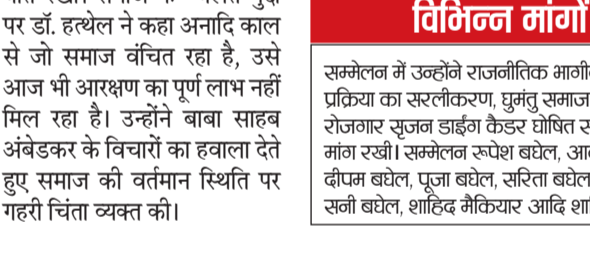 पर डॉ. हत्थेल ने कहा अनादि काल
से जो समाज वंचित रहा है, उसे
आज भी आरक्षण का पूर्ण लाभ नहीं
मिल रहा है। उन्होंने बाबा साहब
अंबेडकर के विचारों का हवाला देते
हुए समाज की वर्तमान स्थिति पर
गहरी चिंता व्यक्त की।
विभिन्न मांगों
सम्मेलन में उन्होंने राजनीतिक भागी
प्रक्रिया का सरलीकरण, घुमंतु समाज
रोजगार सृजन डाईंग कैडर घोषित
मांग रखी। सम्मेलन रूपेश बघेल,
दीपम बघेल, पूजा बघेल, सरिता बघेल
सनी बघेल, शाहिद मैकियार आदि